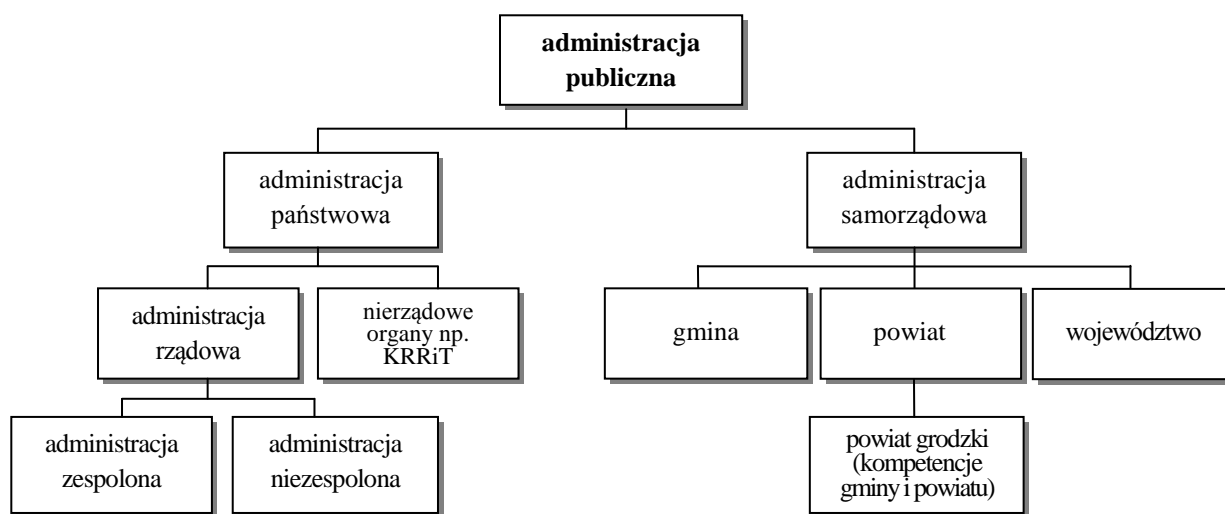 administracja
publiczna
administracja
państwowa
administracja
samorządowa
administracja
rządowa
nierządowe
organy np.
KRRiT
gmina
powiat
województwo
administracja
zespolona
administracja
niezespolona
powiat grodzki
(kompetencje
gminy i powiatu)